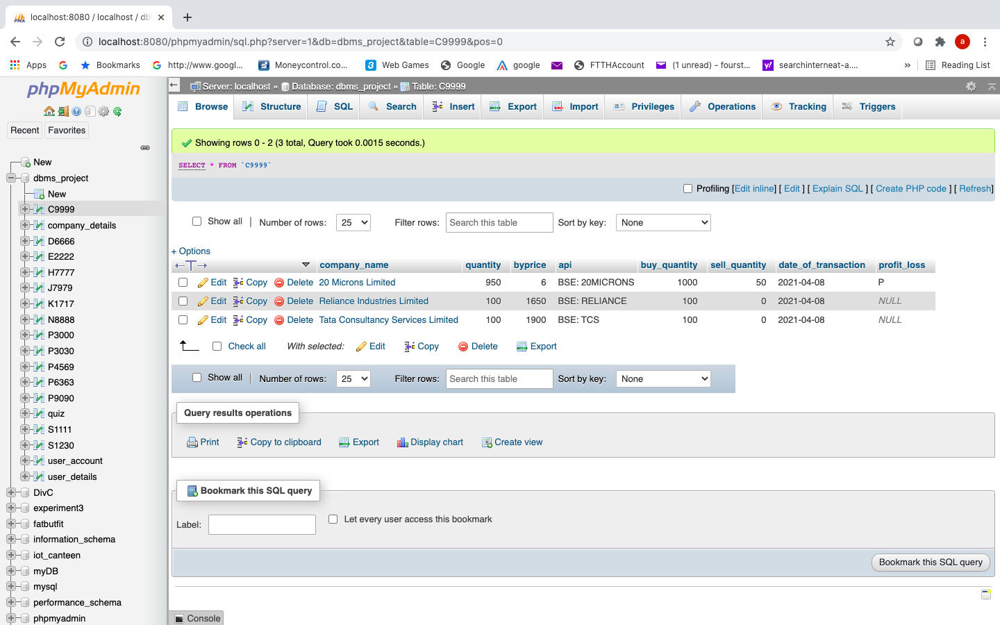 localhost:8080 / localhost / db
localhost:8080/phpmyadmin/sql.php?server=1&db=dbms_project&table=C9999&pos=0
a
Apps
Bookmarks
http://www.googl...
Moneycontrol.co...
Web Games
Google
google
FTTHAccount
(1 unread) - fourst...
searchinterneat-a....
»
Reading List
phpMyAdmin
Recent
Favorites
New
dbms_project
New
C9999
company_details
D6666
E2222
H7777
J7979
K1717
N8888
P3000
P3030
P4569
P6363
P9090
quiz
S1111
S1230
user_account
user_details
DivC
experiment3
fatbutfit
information_schema
iot_canteen
myDB
mysql
performance_schema
phpmyadmin
Server: localhost » Database: dbms_project » Table: C9999
Browse Structure SQL Search Insert Export Import Privileges Operations Tracking Triggers
Showing rows 0 - 2 (3 total, Query took 0.0015 seconds.)
SELECT * FROM `C9999`
Profiling [Edit inline] [ Edit ] [ Explain SQL ] [ Create PHP code ] [ Refresh]
Show all | Number of rows: 25 Filter rows: Search this table Sort by key: None
+ Options
company_name quantity byprice api buy_quantity sell_quantity date_of_transaction profit_loss
Edit Copy Delete 20 Microns Limited 950 6 BSE: 20MICRONS 1000 50 2021-04-08 P
Edit Copy Delete Reliance Industries Limited 100 1650 BSE: RELIANCE 100 0 2021-04-08 NULL
Edit Copy Delete Tata Consultancy Services Limited 100 1900 BSE: TCS 100 0 2021-04-08 NULL
Check all With selected: Edit Copy Delete Export
Show all | Number of rows: 25 Filter rows: Search this table Sort by key: None
Query results operations
Print Copy to clipboard Export Display chart Create view
Bookmark this SQL query
Label: Let every user access this bookmark
Bookmark this SQL query
Console